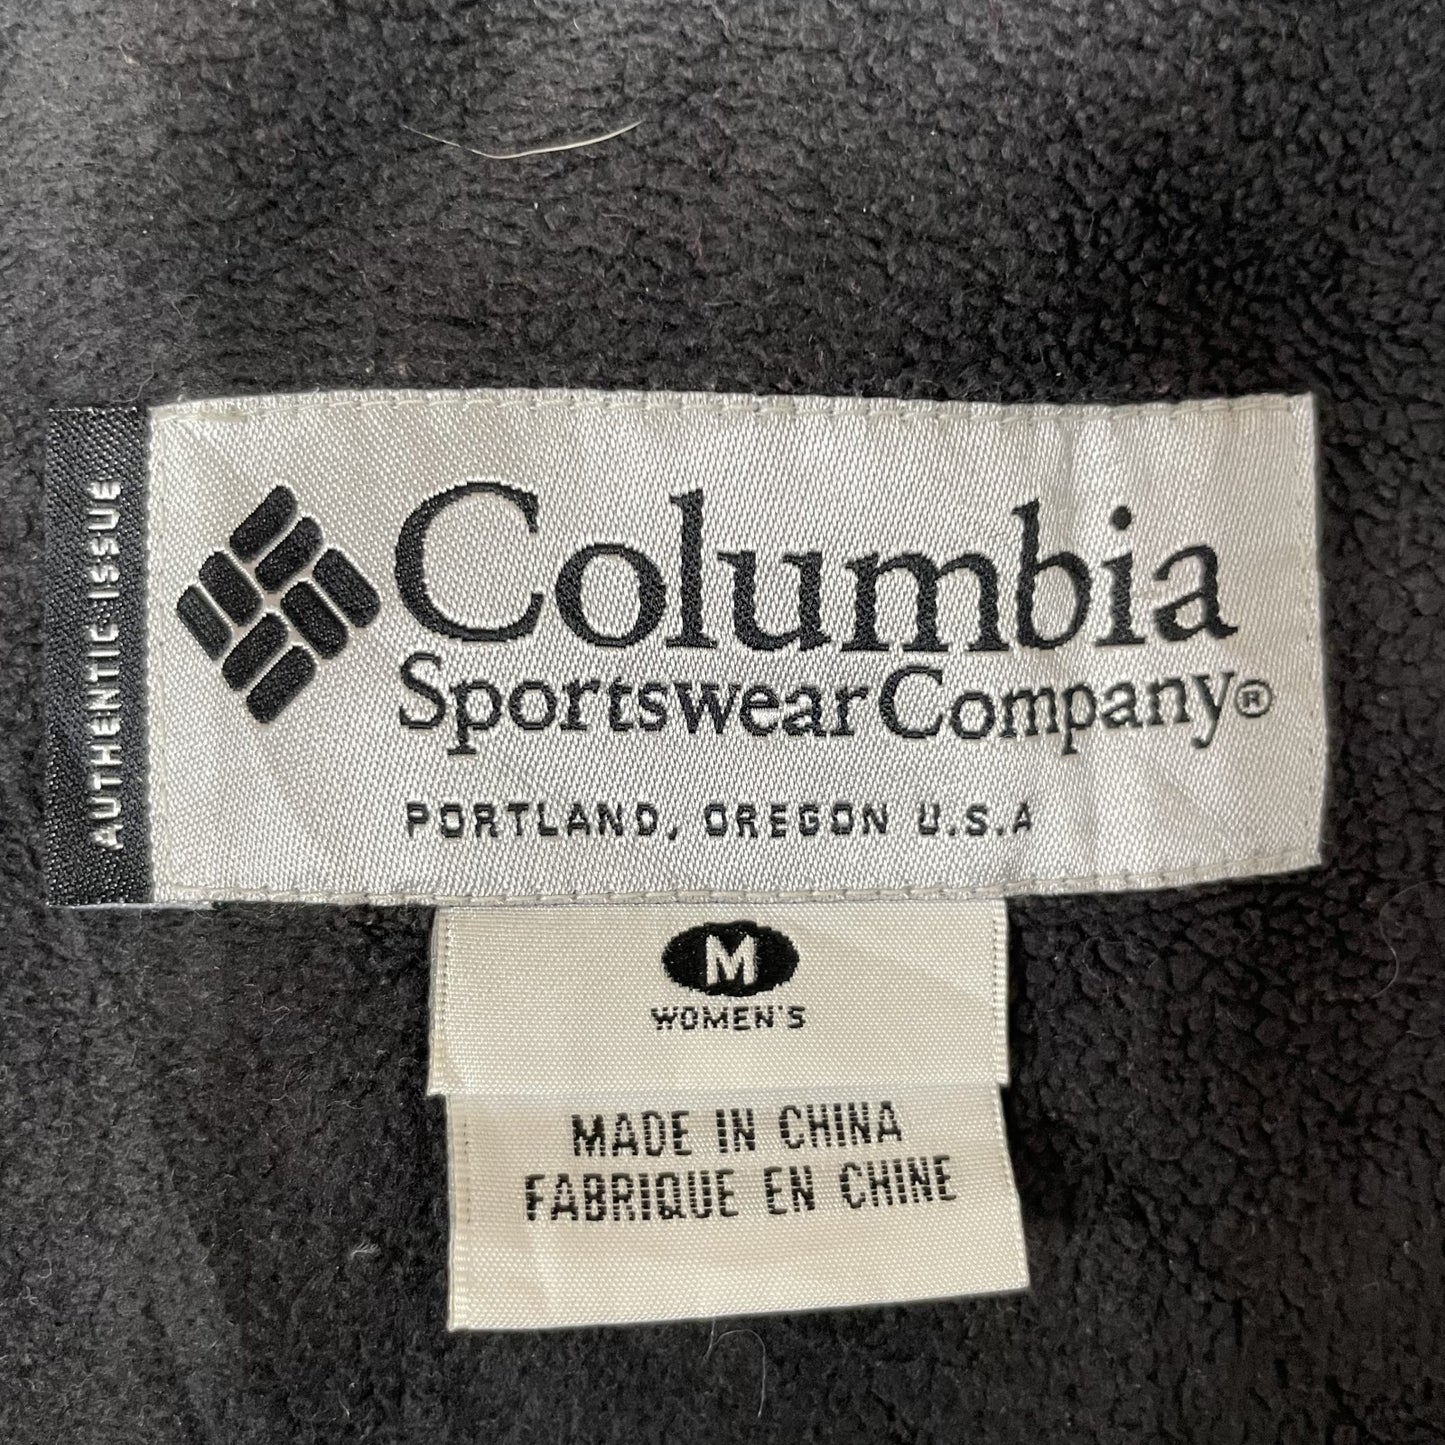 AUTHENTIC·ISSUE
Columbia
Sportswear Company®
PORTLAND, OREGON U.S.A
M
WOMEN'S
MADE IN CHINA
FABRIQUE EN CHINE